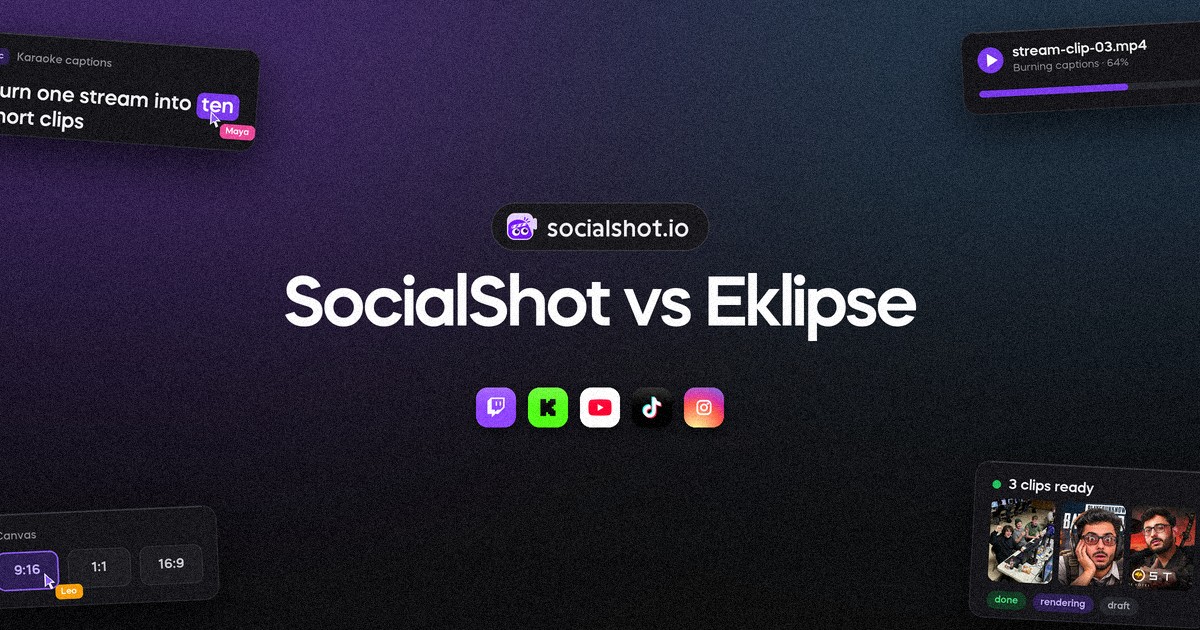 Karaoke captions
urn one stream into ten
hort clips
Maya
stream-clip-03.mp4
Burning captions · 64%
socialshot.io
SocialShot vs Eklipse
Canvas
9:16
1:1
16:9
Leo
3 clips ready
ST
done
rendering
draft